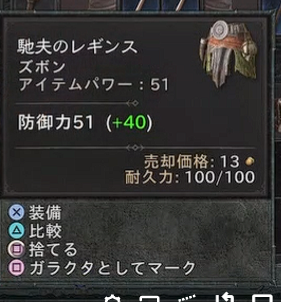 馳夫のレギンス
ズボン
アイテムパワー：51
防御力51 (+40)
売却価格: 13
耐久力: 100/100
装備
比較
捨てる
ガラクタとしてマーク